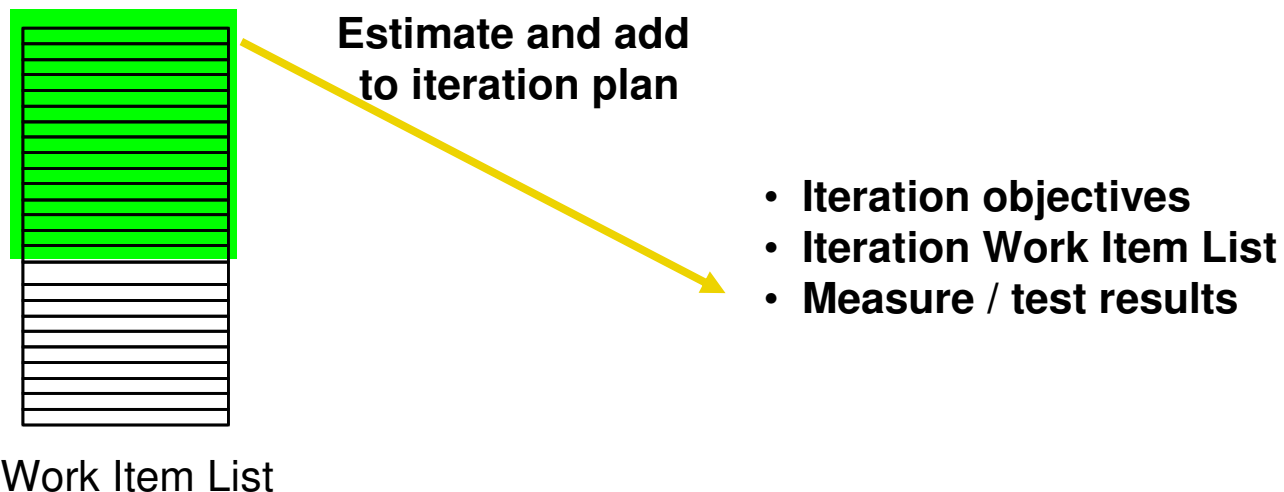 Estimate and add
to iteration plan
• Iteration objectives
• Iteration Work Item List
• Measure / test results
Work Item List